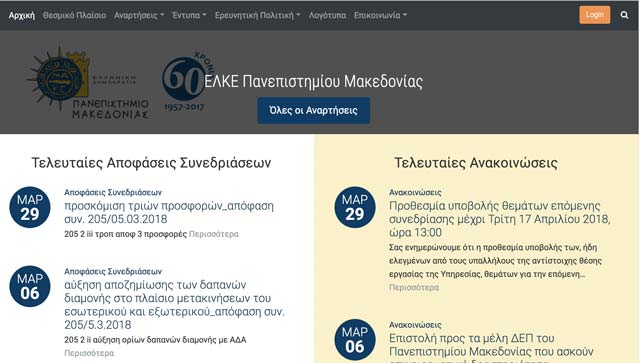 Αρχική Θεσμικό Πλαίσιο Αναρτήσεις Έντυπα Ερευνητική Πολιτική Λογότυπα Επικοινωνία Login
ΕΛΛΗΝΙΚΗ
ΔΗΜΟΚΡΑΤΙΑ
ΠΑΝΕΠΙΣΤΗΜΙΟ
ΜΑΚΕΔΟΝΙΑΣ
60 ΧΡΟΝΙΑ
1957-2017
ΕΛΚΕ Πανεπιστημίου Μακεδονίας
Όλες οι Αναρτήσεις
Τελευταίες Αποφάσεις Συνεδριάσεων
ΜΑΡ
29
Αποφάσεις Συνεδριάσεων
προσκόμιση τριών προσφορών_απόφαση
συν. 205/05.03.2018
205 2 iii τροπ αποφ 3 προσφορές Περισσότερα
ΜΑΡ
06
Αποφάσεις Συνεδριάσεων
αύξηση αποζημίωσης των δαπανών
διαμονής στο πλαίσιο μετακινήσεων του
εσωτερικού και εξωτερικού_απόφαση συν.
205/5.3.2018
205 2 ii αύξηση ορίων δαπανών διαμονής με ΑΔΑ
Περισσότερα
Τελευταίες Ανακοινώσεις
ΜΑΡ
29
Ανακοινώσεις
Προθεσμία υποβολής θεμάτων επόμενης
συνεδρίασης μέχρι Τρίτη 17 Απριλίου 2018,
ώρα 13:00
Σας ενημερώνουμε ότι η προθεσμία υποβολής των, ήδη
ελεγμένων από τους υπαλλήλους της αντίστοιχης θέσης
εργασίας της Υπηρεσίας, θεμάτων για την επόμενη...
Περισσότερα
ΜΑΡ
06
Ανακοινώσεις
Επιστολή προς τα μέλη ΔΕΠ του
Πανεπιστημίου Μακεδονίας που ασκούν